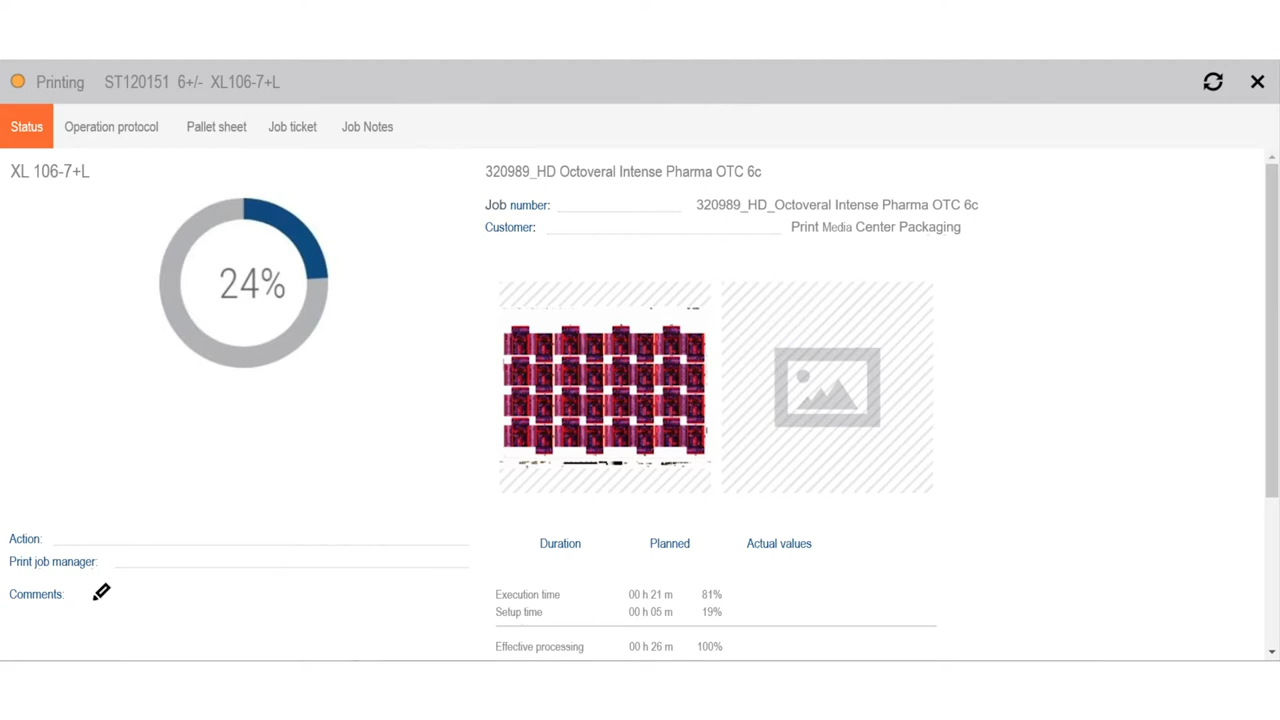 Printing ST120151 6+/- XL106-7+L
Status Operation protocol Pallet sheet Job ticket Job Notes
XL 106-7+L
24%
Action:
Print job manager:
Comments:
320989_HD Octoveral Intense Pharma OTC 6c
Job number: 320989_HD_Octoveral Intense Pharma OTC 6c
Customer: Print Media Center Packaging
Duration Planned Actual values
Execution time 00 h 21 m 81%
Setup time 00 h 05 m 19%
Effective processing 00 h 26 m 100%